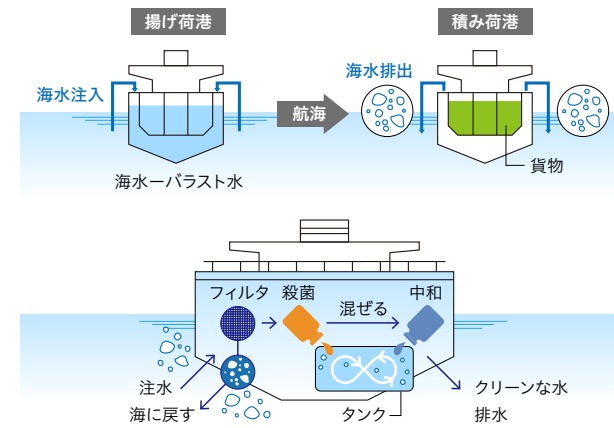 揚げ荷港
積み荷港
海水注入
海水排出
航海
貨物
海水ーバラスト水
フィルタ
殺菌
混ぜる
中和
注水
海に戻す
タンク
クリーンな水
排水